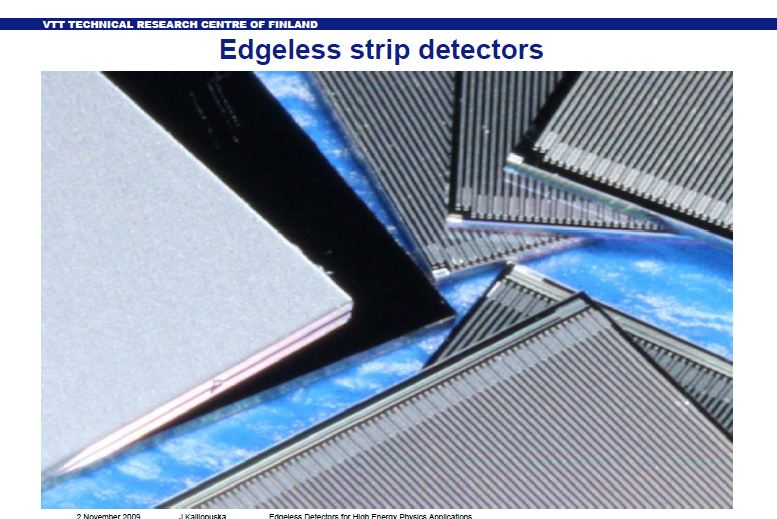 VTT TECHNICAL RESEARCH CENTRE OF FINLAND
Edgeless strip detectors
2 November 2009 J Kalliopuska Edgeless Detectors for High Energy Physics Applications